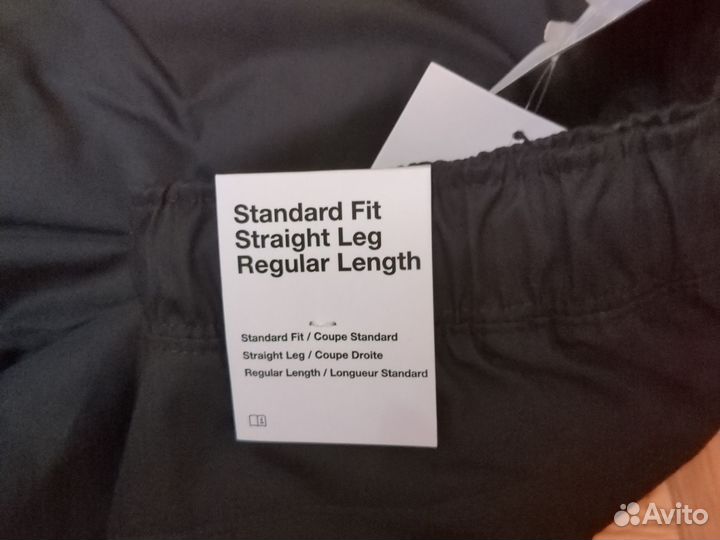 Standard Fit
Straight Leg
Regular Length
Standard Fit / Coupe Standard
Straight Leg / Coupe Droite
Regular Length / Longueur Standard
Avito